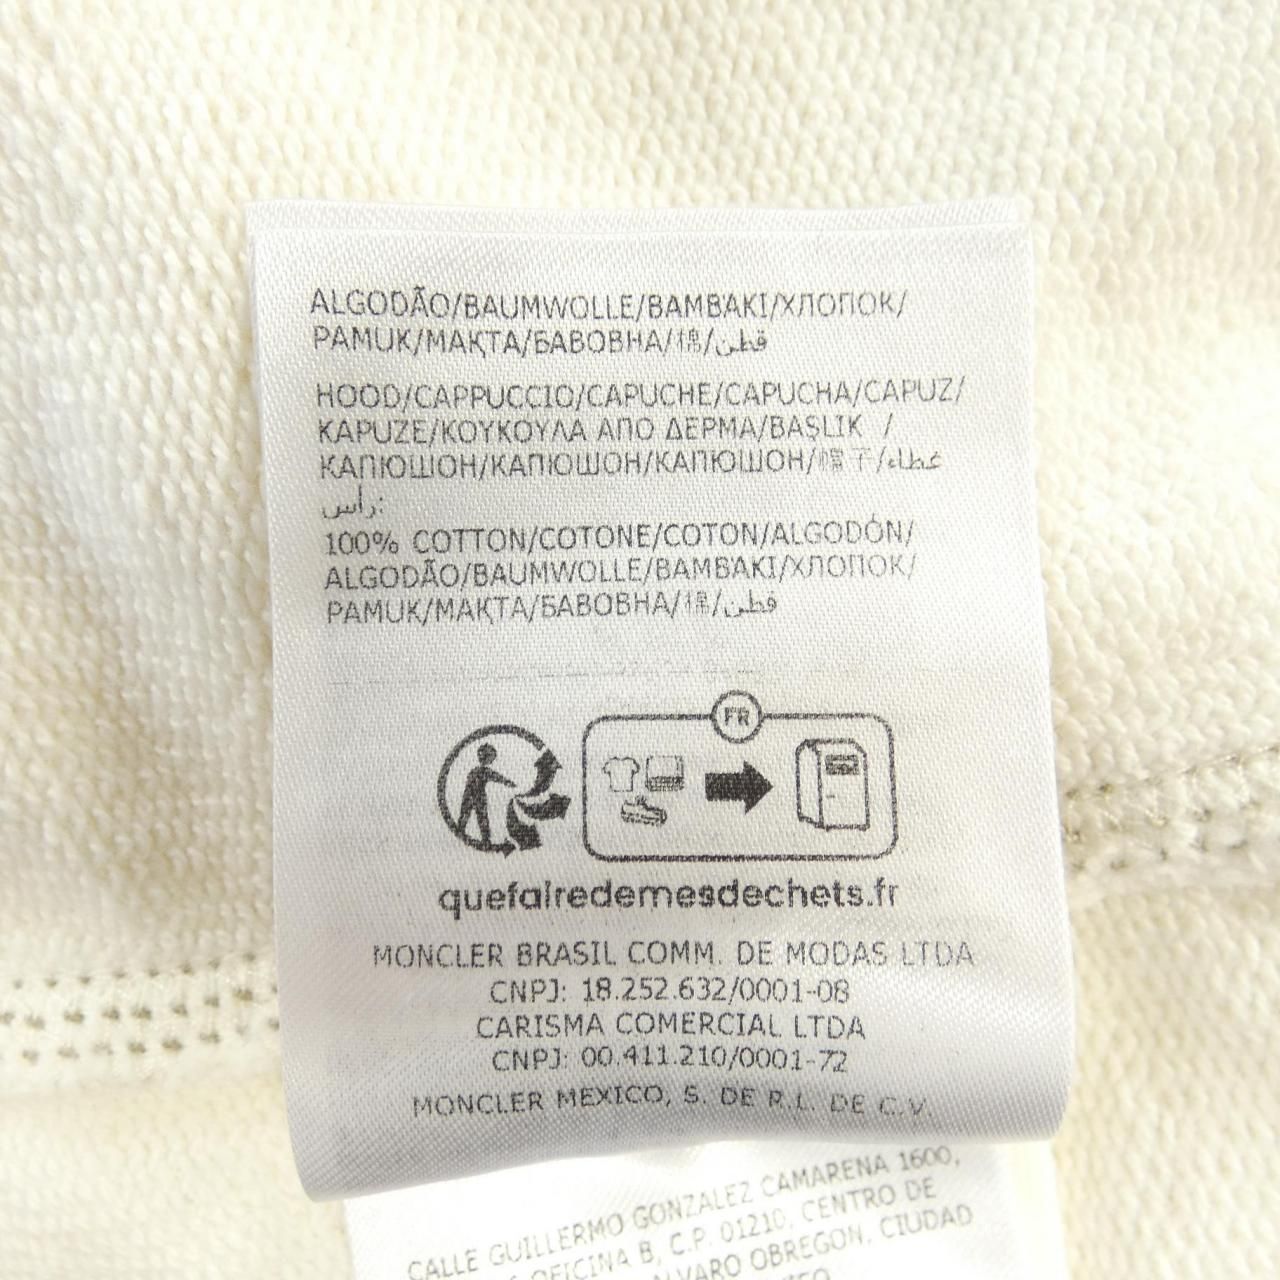 ALGODÃO/BAUMWOLLE/BAMBAKI/ХЛОПОК/
PAMUK/МАҚТА/БАВОВНА/棉/قطن
HOOD/CAPPUCCIO/CAPUCHE/CAPUCHA/CAPUZ/
KAPUZE/ΚΟΥΚΟΥΛΑ ΑΠΟ ΔΕΡΜΑ/BAŞLIK /
КАПЮШОН/КАПЮШОН/КАПЮШОН/帽子/غطاء
رأس:
100% COTTON/COTONE/COTON/ALGODÓN/
ALGODÃO/BAUMWOLLE/BAMBAKI/ХЛОПОК/
PAMUK/МАҚТА/БАВОВНА/棉/قطن
FR
quefairedemesdechets.fr
MONCLER BRASIL COMM. DE MODAS LTDA
CNPJ: 18.252.632/0001-08
CARISMA COMERCIAL LTDA
CNPJ: 00.411.210/0001-72
MONCLER MEXICO, S. DE R.L. DE C.V.
CALLE GUILLERMO GONZALEZ CAMARENA 1600,
OFICINA B, C.P. 01210, CENTRO DE
OBREGON, CIUDAD